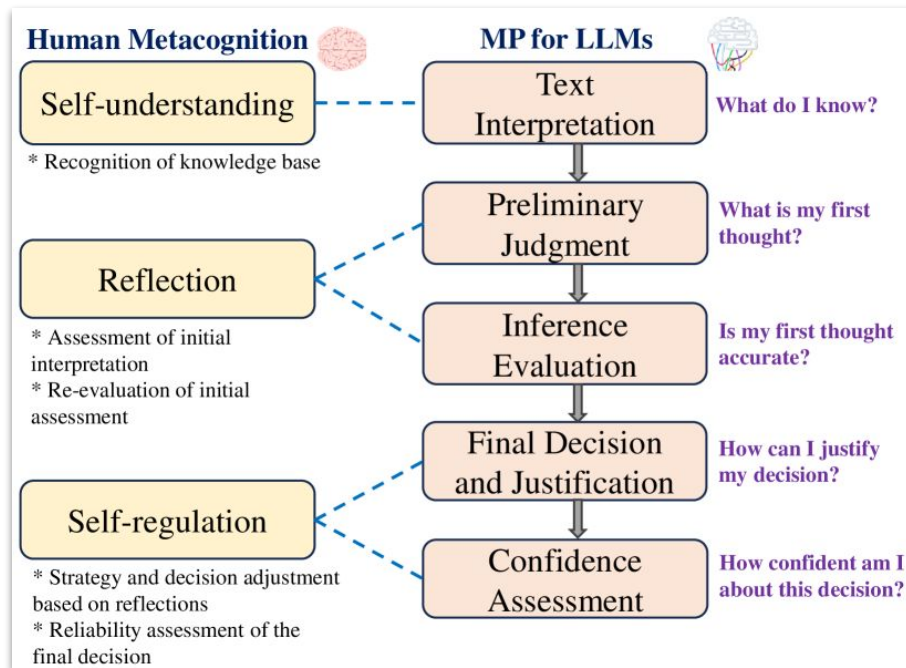 Human Metacognition
MP for LLMs
Self-understanding
* Recognition of knowledge base
Text
Interpretation
What do I know?
Preliminary
Judgment
What is my first
thought?
Reflection
* Assessment of initial
interpretation
* Re-evaluation of initial
assessment
Inference
Evaluation
Is my first thought
accurate?
Final Decision
and Justification
How can I justify
my decision?
Self-regulation
* Strategy and decision adjustment
based on reflections
* Reliability assessment of the
final decision
Confidence
Assessment
How confident am I
about this decision?